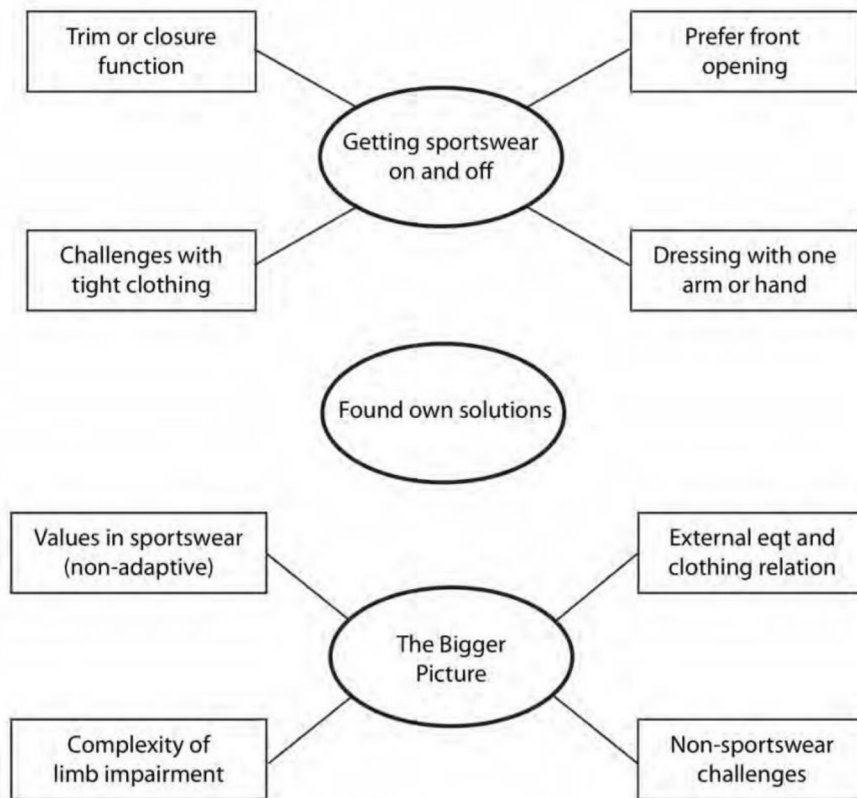 Trim or closure
function
Prefer front
opening
Getting sportswear
on and off
Challenges with
tight clothing
Dressing with one
arm or hand
Found own solutions
Values in sportswear
(non-adaptive)
External eqt and
clothing relation
The Bigger
Picture
Complexity of
limb impairment
Non-sportswear
challenges